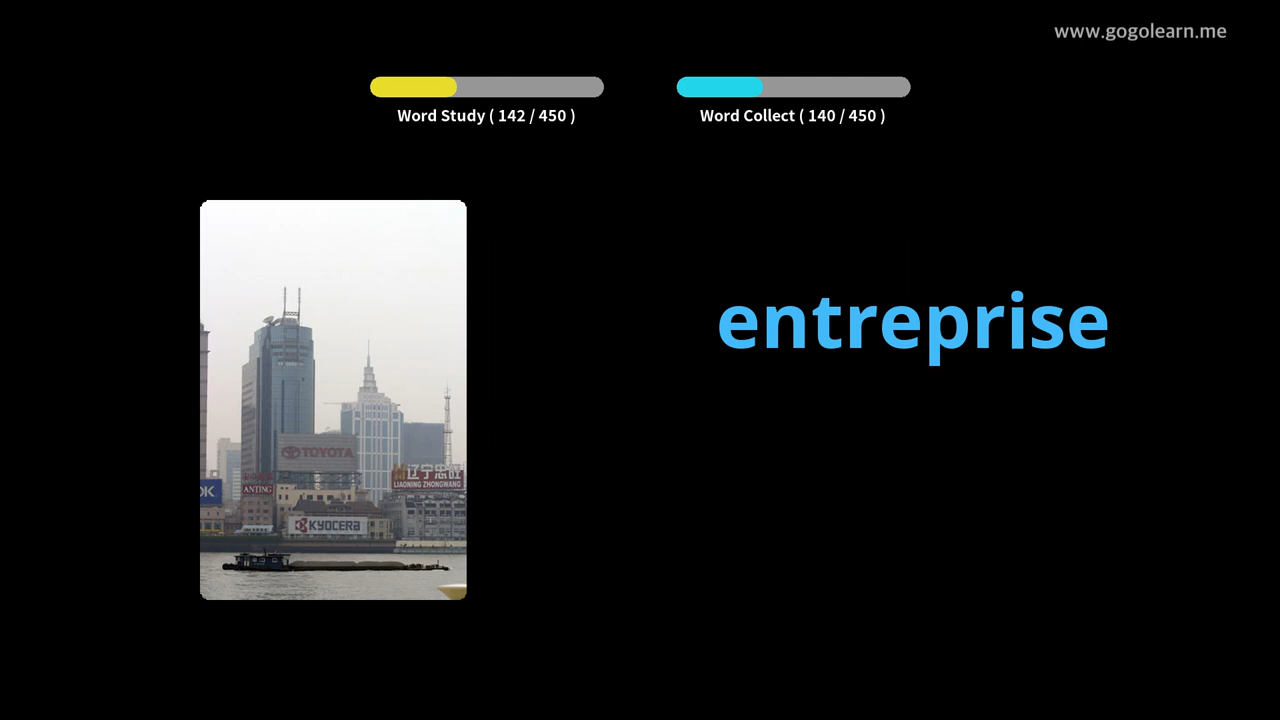 www.gogolearn.me
Word Study ( 142 / 450 )
Word Collect ( 140 / 450 )
entreprise
TOYOTA
辽宁忠旺
LIAONING ZHONGWANG
ANTING
KYOCERA